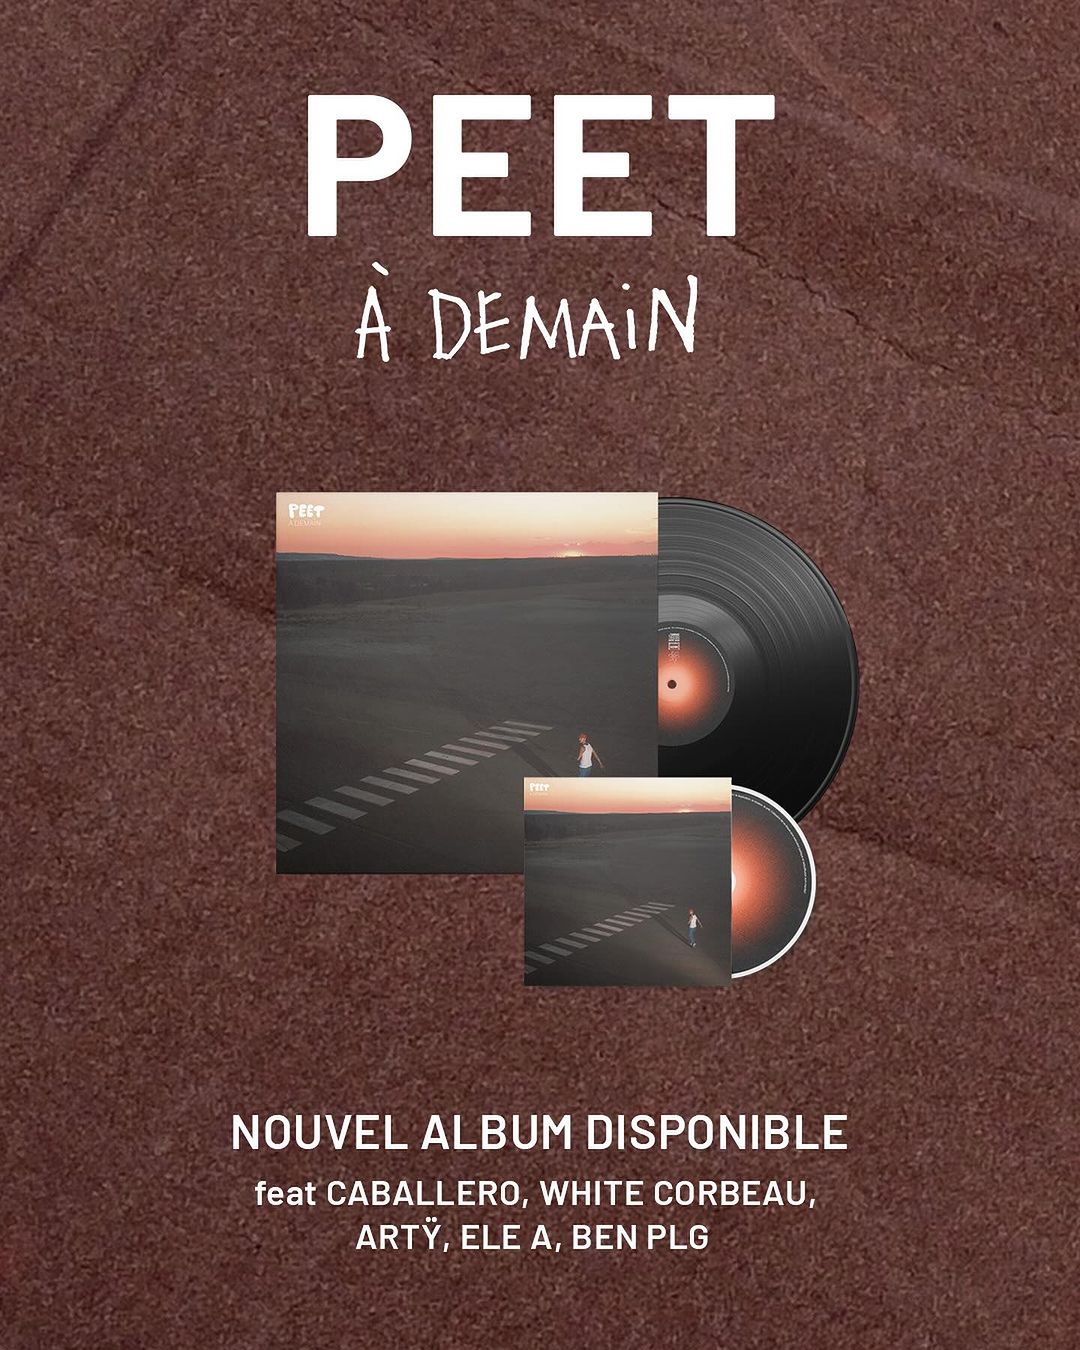 PEET
À DEMAiN
PEET
À DEMAIN
PEET
NOUVEL ALBUM DISPONIBLE
feat CABALLERO, WHITE CORBEAU,
ARTŸ, ELE A, BEN PLG